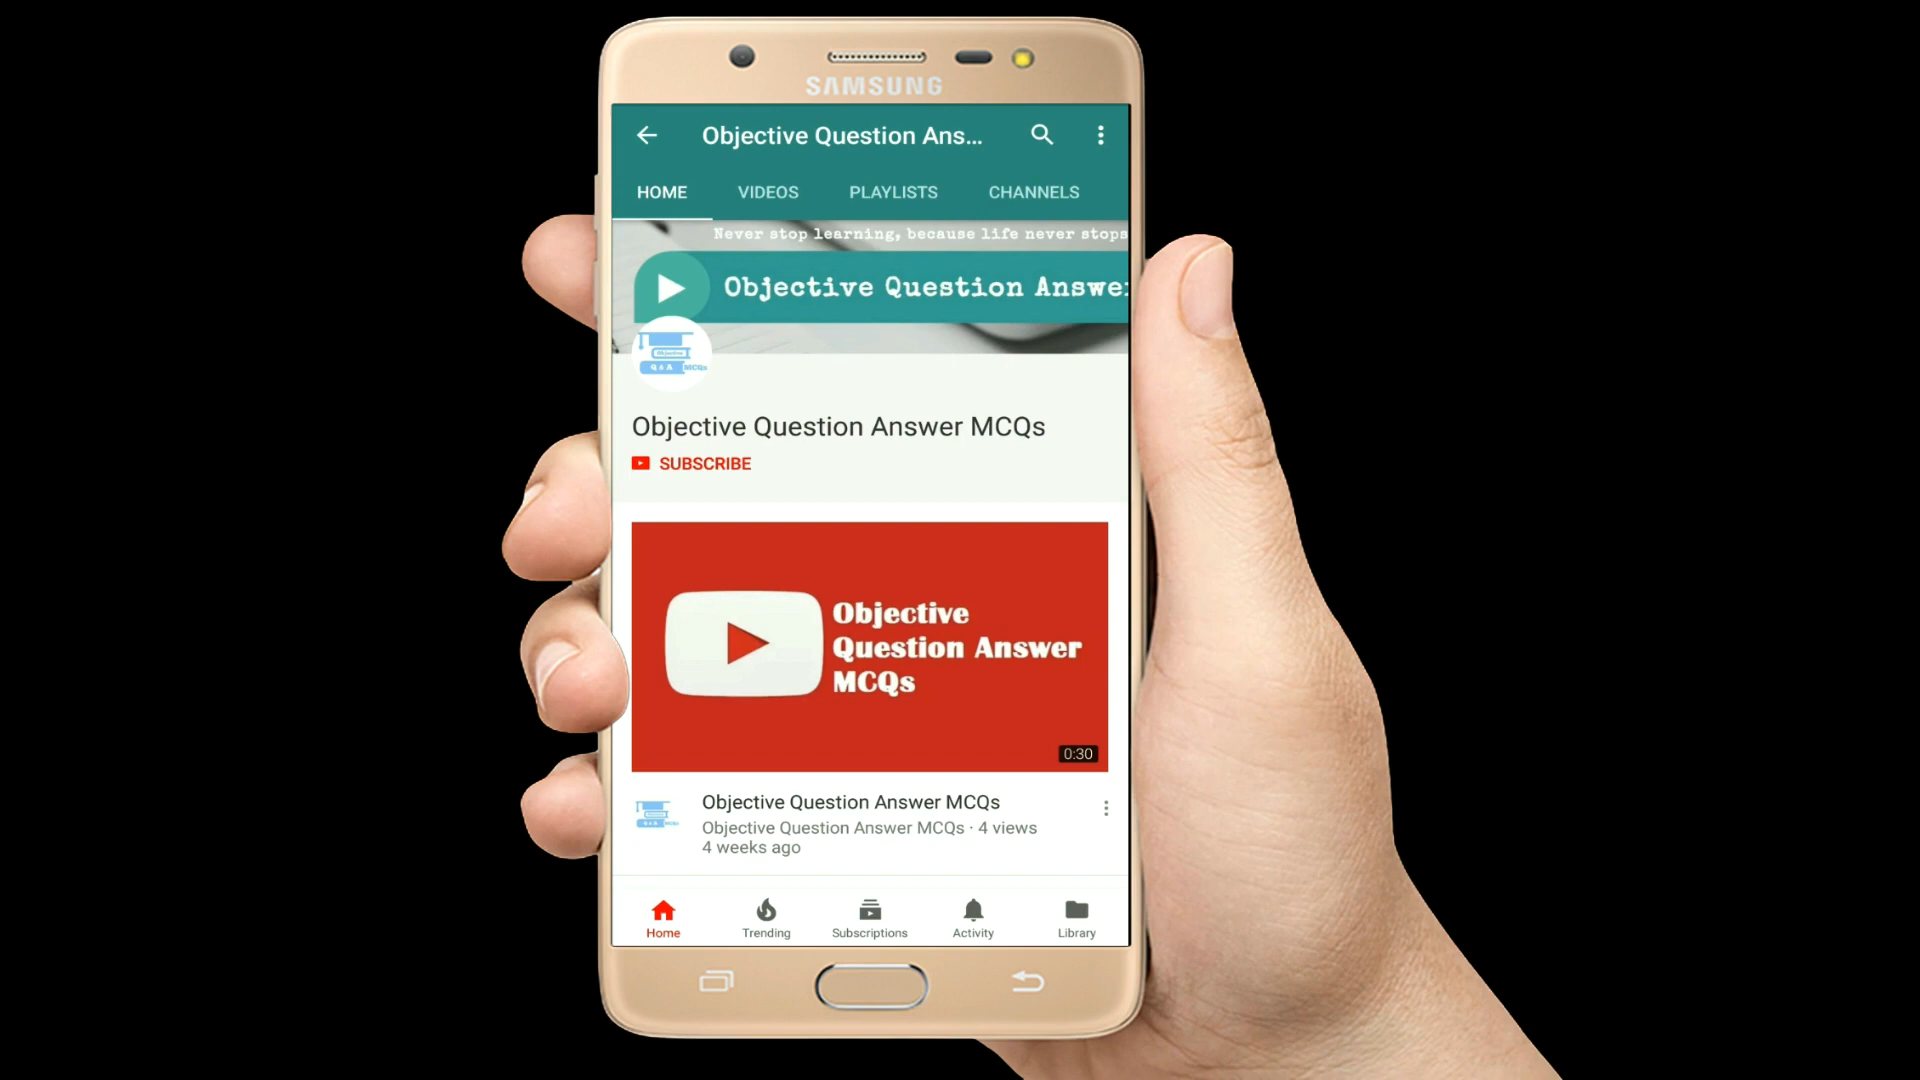 SAMSUNG
Objective Question Ans...
HOME VIDEOS PLAYLISTS CHANNELS
Never stop learning, because life never stops
Objective Question Answe
Objective
Q & A MCQs
Objective Question Answer MCQs
SUBSCRIBE
Objective
Question Answer
MCQs
0:30
Objective Question Answer MCQs
Objective Question Answer MCQs · 4 views
4 weeks ago
Home Trending Subscriptions Activity Library